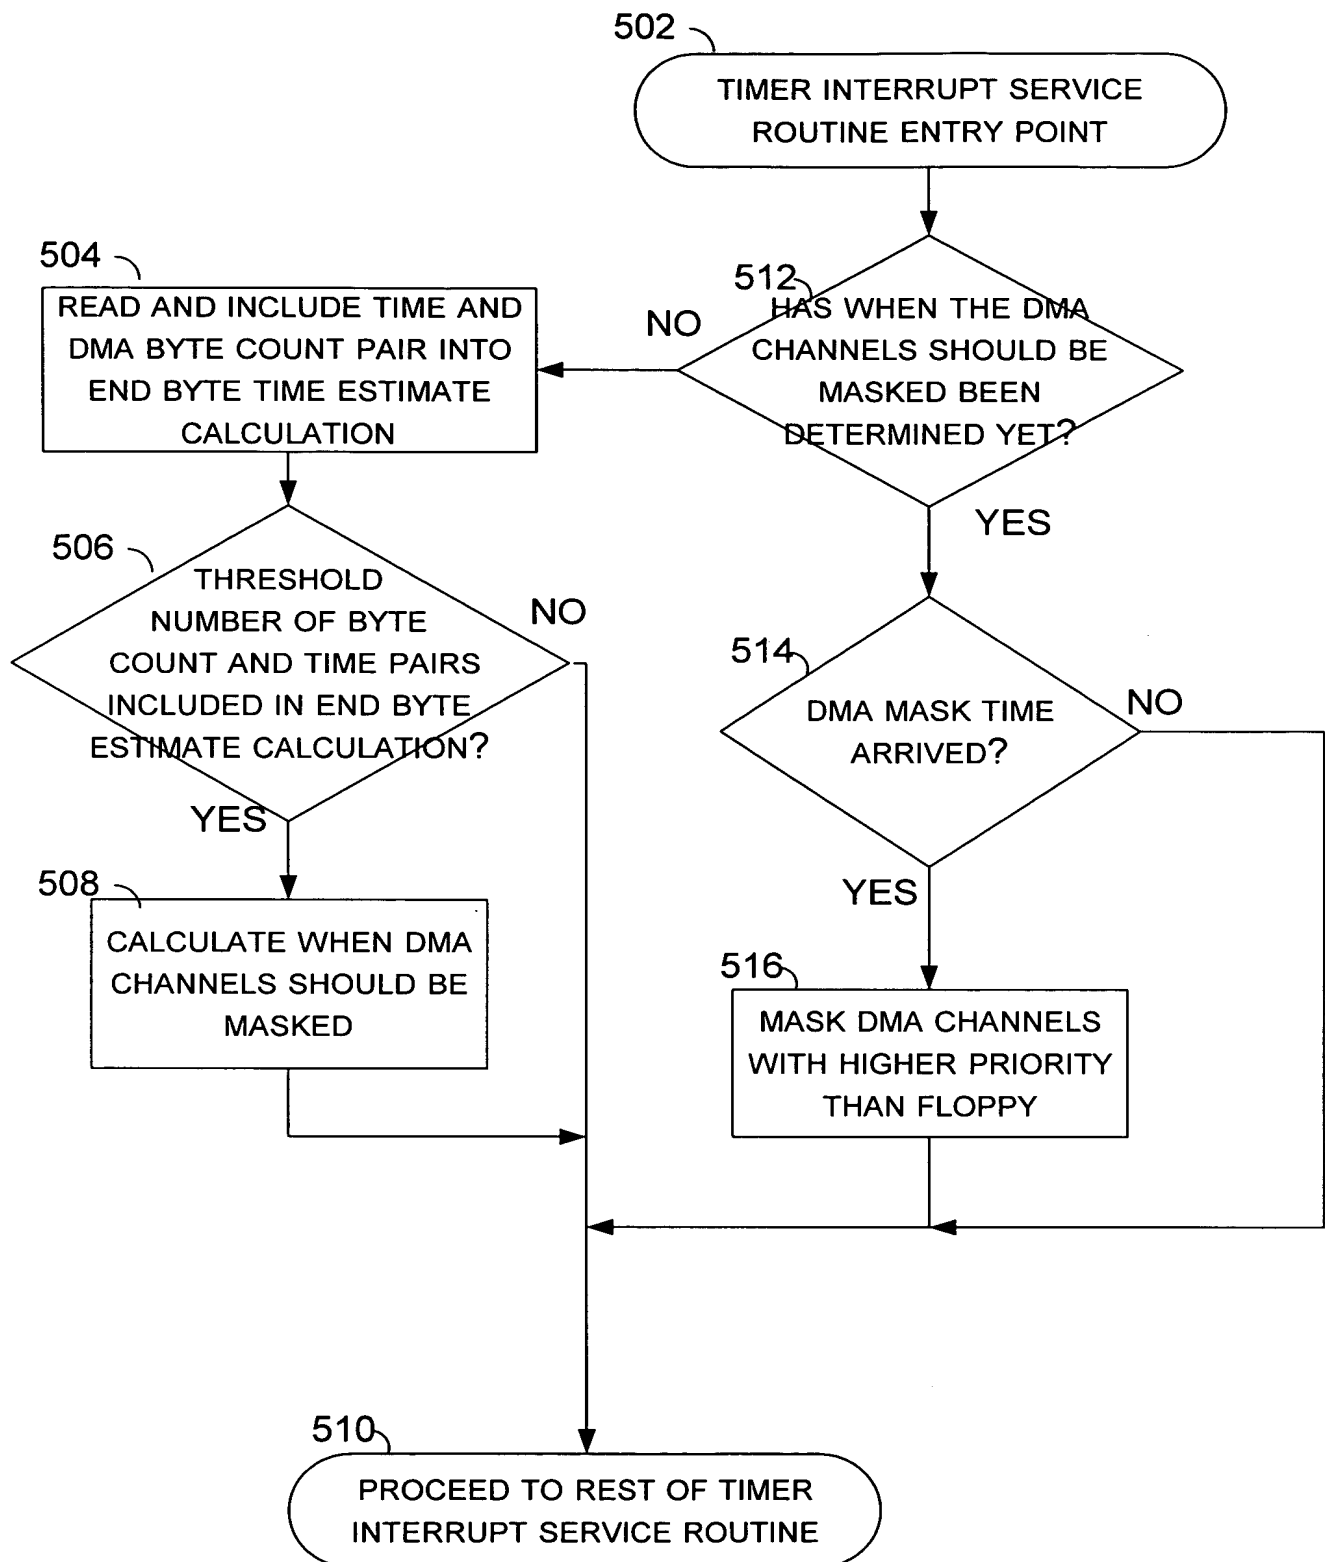 502
TIMER INTERRUPT SERVICE
ROUTINE ENTRY POINT
504
READ AND INCLUDE TIME AND
DMA BYTE COUNT PAIR INTO
END BYTE TIME ESTIMATE
CALCULATION
NO
512
HAS WHEN THE DMA
CHANNELS SHOULD BE
MASKED BEEN
DETERMINED YET?
YES
506
THRESHOLD
NUMBER OF BYTE
COUNT AND TIME PAIRS
INCLUDED IN END BYTE
ESTIMATE CALCULATION?
NO
YES
514
DMA MASK TIME
ARRIVED?
NO
YES
508
CALCULATE WHEN DMA
CHANNELS SHOULD BE
MASKED
516
MASK DMA CHANNELS
WITH HIGHER PRIORITY
THAN FLOPPY
510
PROCEED TO REST OF TIMER
INTERRUPT SERVICE ROUTINE